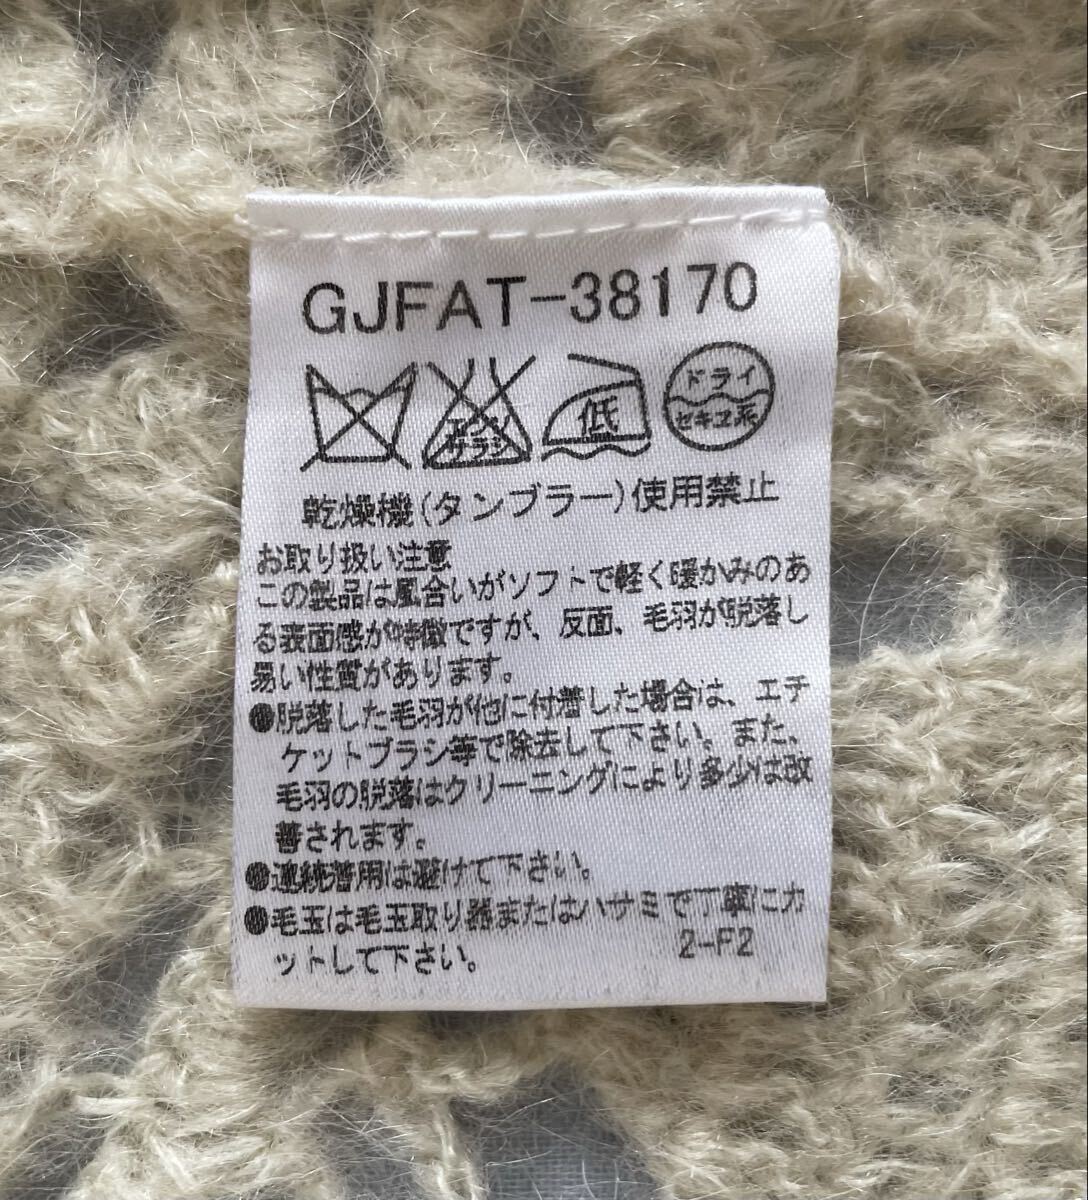 GJFAT-38170
エンソ
サラシ
低
ドライ
セキユ系
乾燥機(タンブラー)使用禁止
お取り扱い注意
この製品は風合いがソフトで軽く暖かみのあ
る表面感が特徴ですが、反面、毛羽が脱落し
易い性質があります。
●脱落した毛羽が他に付着した場合は、エチ
ケットブラシ等で除去して下さい。また、
毛羽の脱落はクリーニングにより多少は改
善されます。
●連続着用は避けて下さい。
●毛玉は毛玉取り器またはハサミで丁寧にカ
ットして下さい。
2-F2